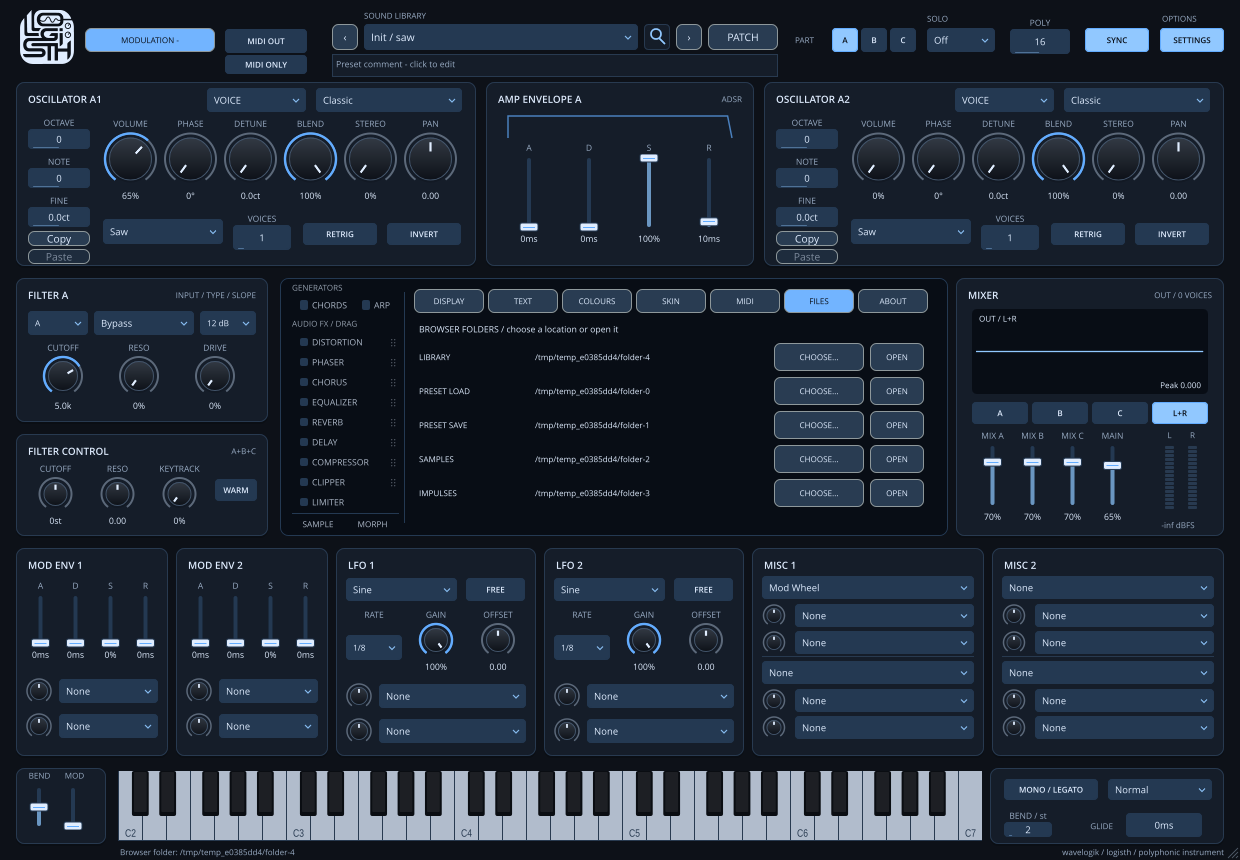 LOGISTH
MODULATION -
MIDI OUT
MIDI ONLY
SOUND LIBRARY
‹
Init / saw
›
PATCH
Preset comment - click to edit
PART
A
B
C
SOLO
Off
POLY
16
SYNC
OPTIONS
SETTINGS
OSCILLATOR A1
VOICE
Classic
OCTAVE
0
NOTE
0
FINE
0.0ct
Copy
Paste
VOLUME PHASE DETUNE BLEND STEREO PAN
65% 0° 0.0ct 100% 0% 0.00
Saw
VOICES
1
RETRIG
INVERT
AMP ENVELOPE A
ADSR
A D S R
0ms 0ms 100% 10ms
OSCILLATOR A2
VOICE
Classic
OCTAVE
0
NOTE
0
FINE
0.0ct
Copy
Paste
VOLUME PHASE DETUNE BLEND STEREO PAN
0% 0° 0.0ct 100% 0% 0.00
Saw
VOICES
1
RETRIG
INVERT
FILTER A
INPUT / TYPE / SLOPE
A
Bypass
12 dB
CUTOFF RESO DRIVE
5.0k 0% 0%
FILTER CONTROL
A+B+C
CUTOFF RESO KEYTRACK
WARM
0st 0.00 0%
GENERATORS
CHORDS ARP
AUDIO FX / DRAG
DISTORTION
PHASER
CHORUS
EQUALIZER
REVERB
DELAY
COMPRESSOR
CLIPPER
LIMITER
SAMPLE MORPH
DISPLAY TEXT COLOURS SKIN MIDI FILES ABOUT
BROWSER FOLDERS / choose a location or open it
LIBRARY /tmp/temp_e0385dd4/folder-4 CHOOSE... OPEN
PRESET LOAD /tmp/temp_e0385dd4/folder-0 CHOOSE... OPEN
PRESET SAVE /tmp/temp_e0385dd4/folder-1 CHOOSE... OPEN
SAMPLES /tmp/temp_e0385dd4/folder-2 CHOOSE... OPEN
IMPULSES /tmp/temp_e0385dd4/folder-3 CHOOSE... OPEN
MIXER
OUT / 0 VOICES
OUT / L+R
Peak 0.000
A B C L+R
MIX A MIX B MIX C MAIN L R
70% 70% 70% 65%
-inf dBFS
MOD ENV 1
A D S R
0ms 0ms 0% 0ms
None
None
MOD ENV 2
A D S R
0ms 0ms 0% 0ms
None
None
LFO 1
Sine
FREE
RATE GAIN OFFSET
1/8
100% 0.00
None
None
LFO 2
Sine
FREE
RATE GAIN OFFSET
1/8
100% 0.00
None
None
MISC 1
Mod Wheel
None
None
None
None
None
MISC 2
None
None
None
None
None
None
BEND MOD
C2 C3 C4 C5 C6 C7
MONO / LEGATO
Normal
BEND / st
2
GLIDE
0ms
Browser folder: /tmp/temp_e0385dd4/folder-4
wavelogik / logisth / polyphonic instrument